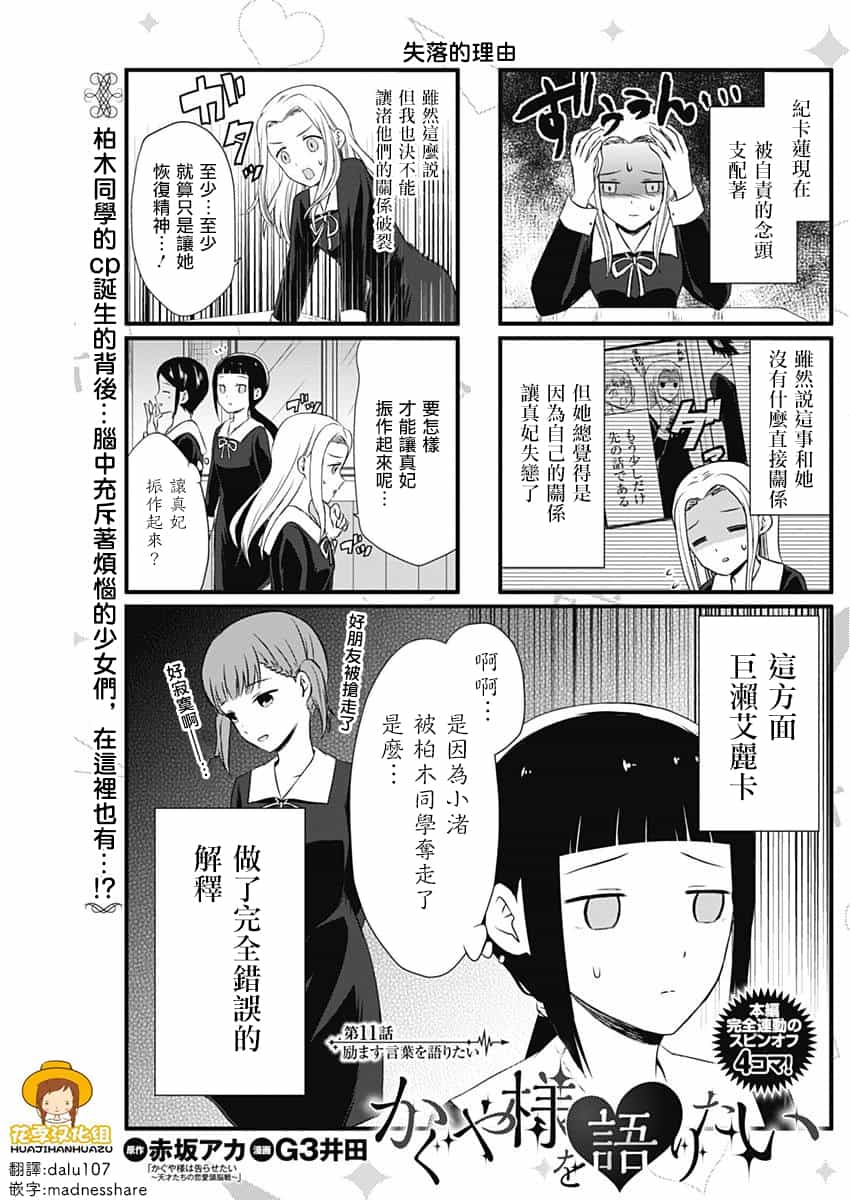 失落的理由
紀卡蓮現在
被自責的念頭
支配著
ずううん…
雖然說這事和她
沒有什麼直接關係
但她總覺得是
因為自己的關係
讓真妃失戀了
もう少しだけ
先の話である
雖然這麼說
但我也決不能
讓渚他們的關係破裂
至少…至少
就算只是讓她
恢復精神…！
ガタッ
要怎樣
才能讓真妃
振作起來呢…
讓真妃
振作起來？
這方面
巨瀨艾麗卡
啊啊…
是因為小渚
被柏木同學奪走了
是麼…
好朋友被搶走了
好寂寞啊……
做了完全錯誤的
解釋
柏木同學的cp誕生的背後…腦中充斥著煩惱的少女們，在這裡也有…!?
第11話
励ます言葉を語りたい
本編
完全連動の
スピンオフ
4コマ!
かぐや様を語りたい
原作 赤坂アカ 漫画 G3井田
「かぐや様は告らせたい
～天才たちの恋愛頭脳戦～」
花季汉化组
HUAJIHANHUAZU
翻譯:dalu107
嵌字:madnesshare